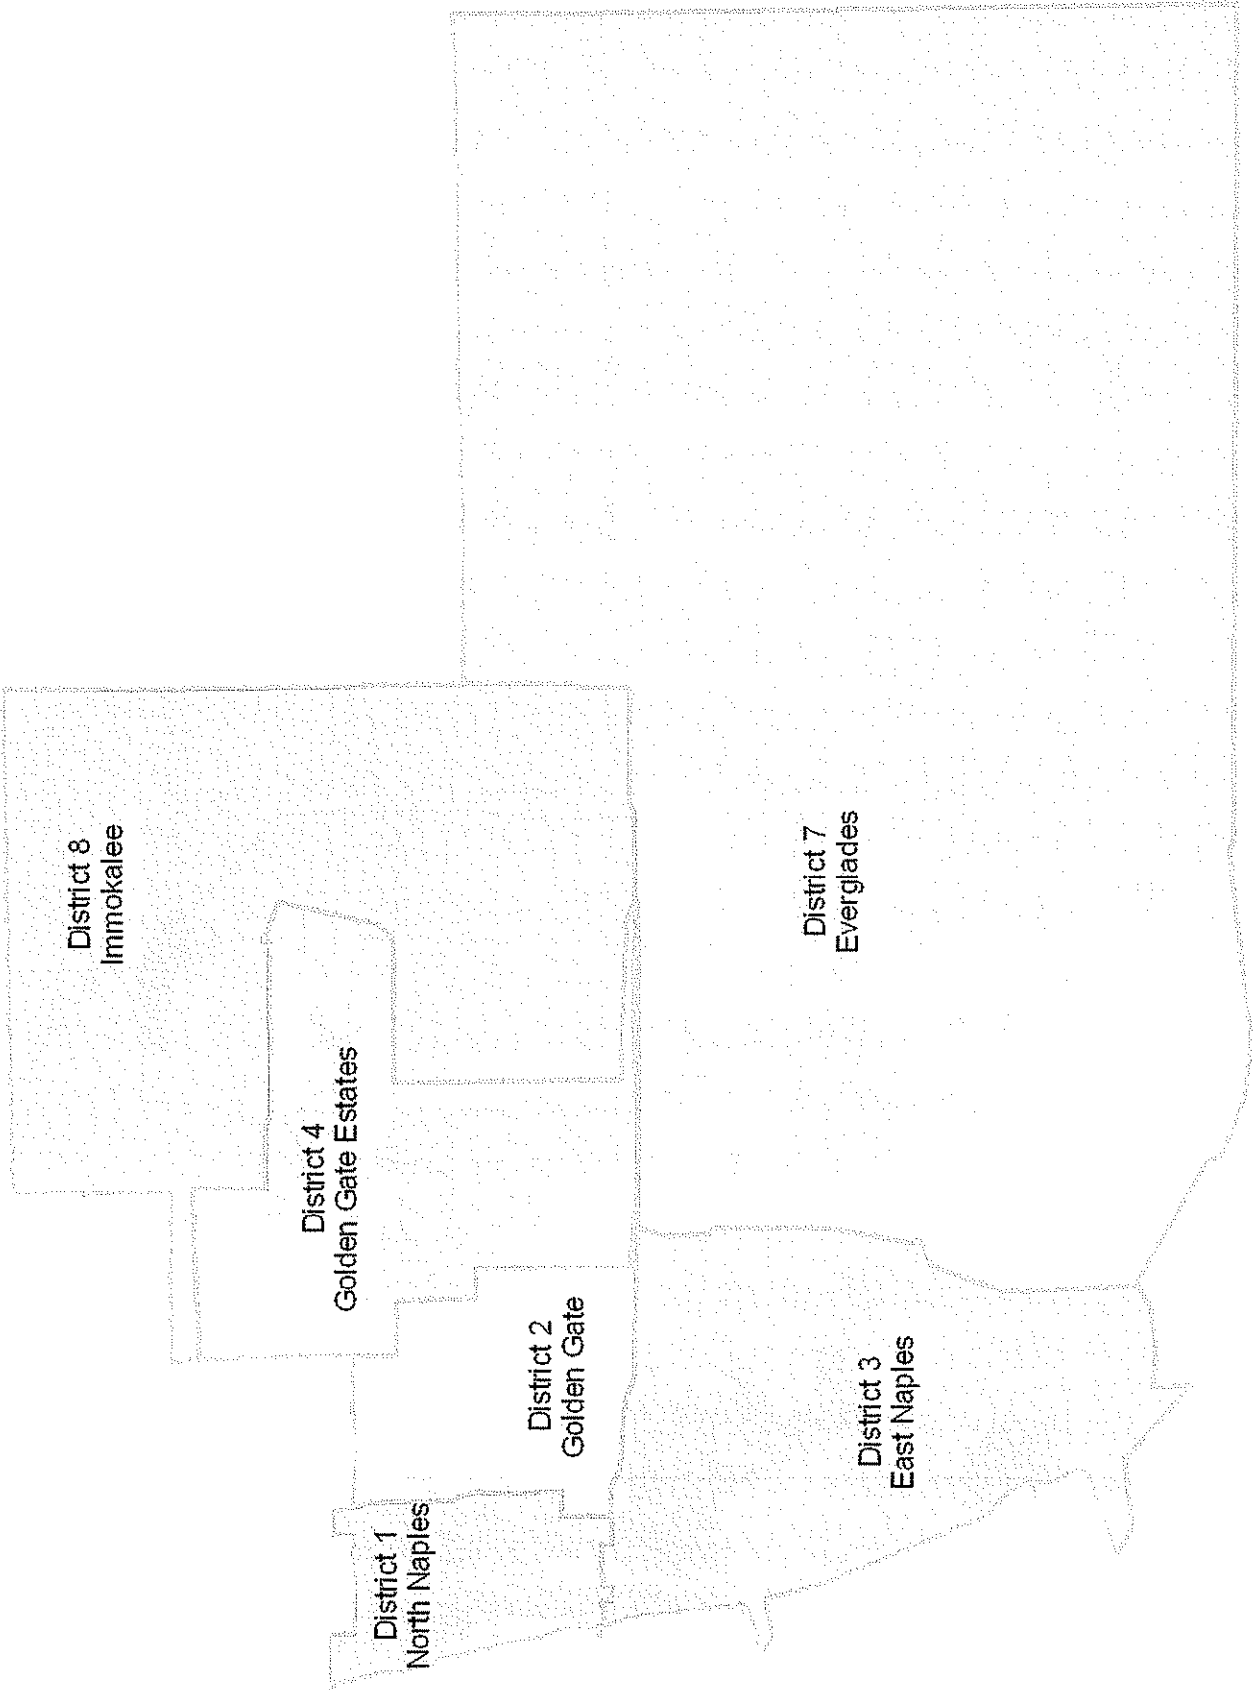 District 8
Immokalee
District 4
Golden Gate Estates
District 2
Golden Gate
District 1
North Naples
District 7
Everglades
District 3
East Naples